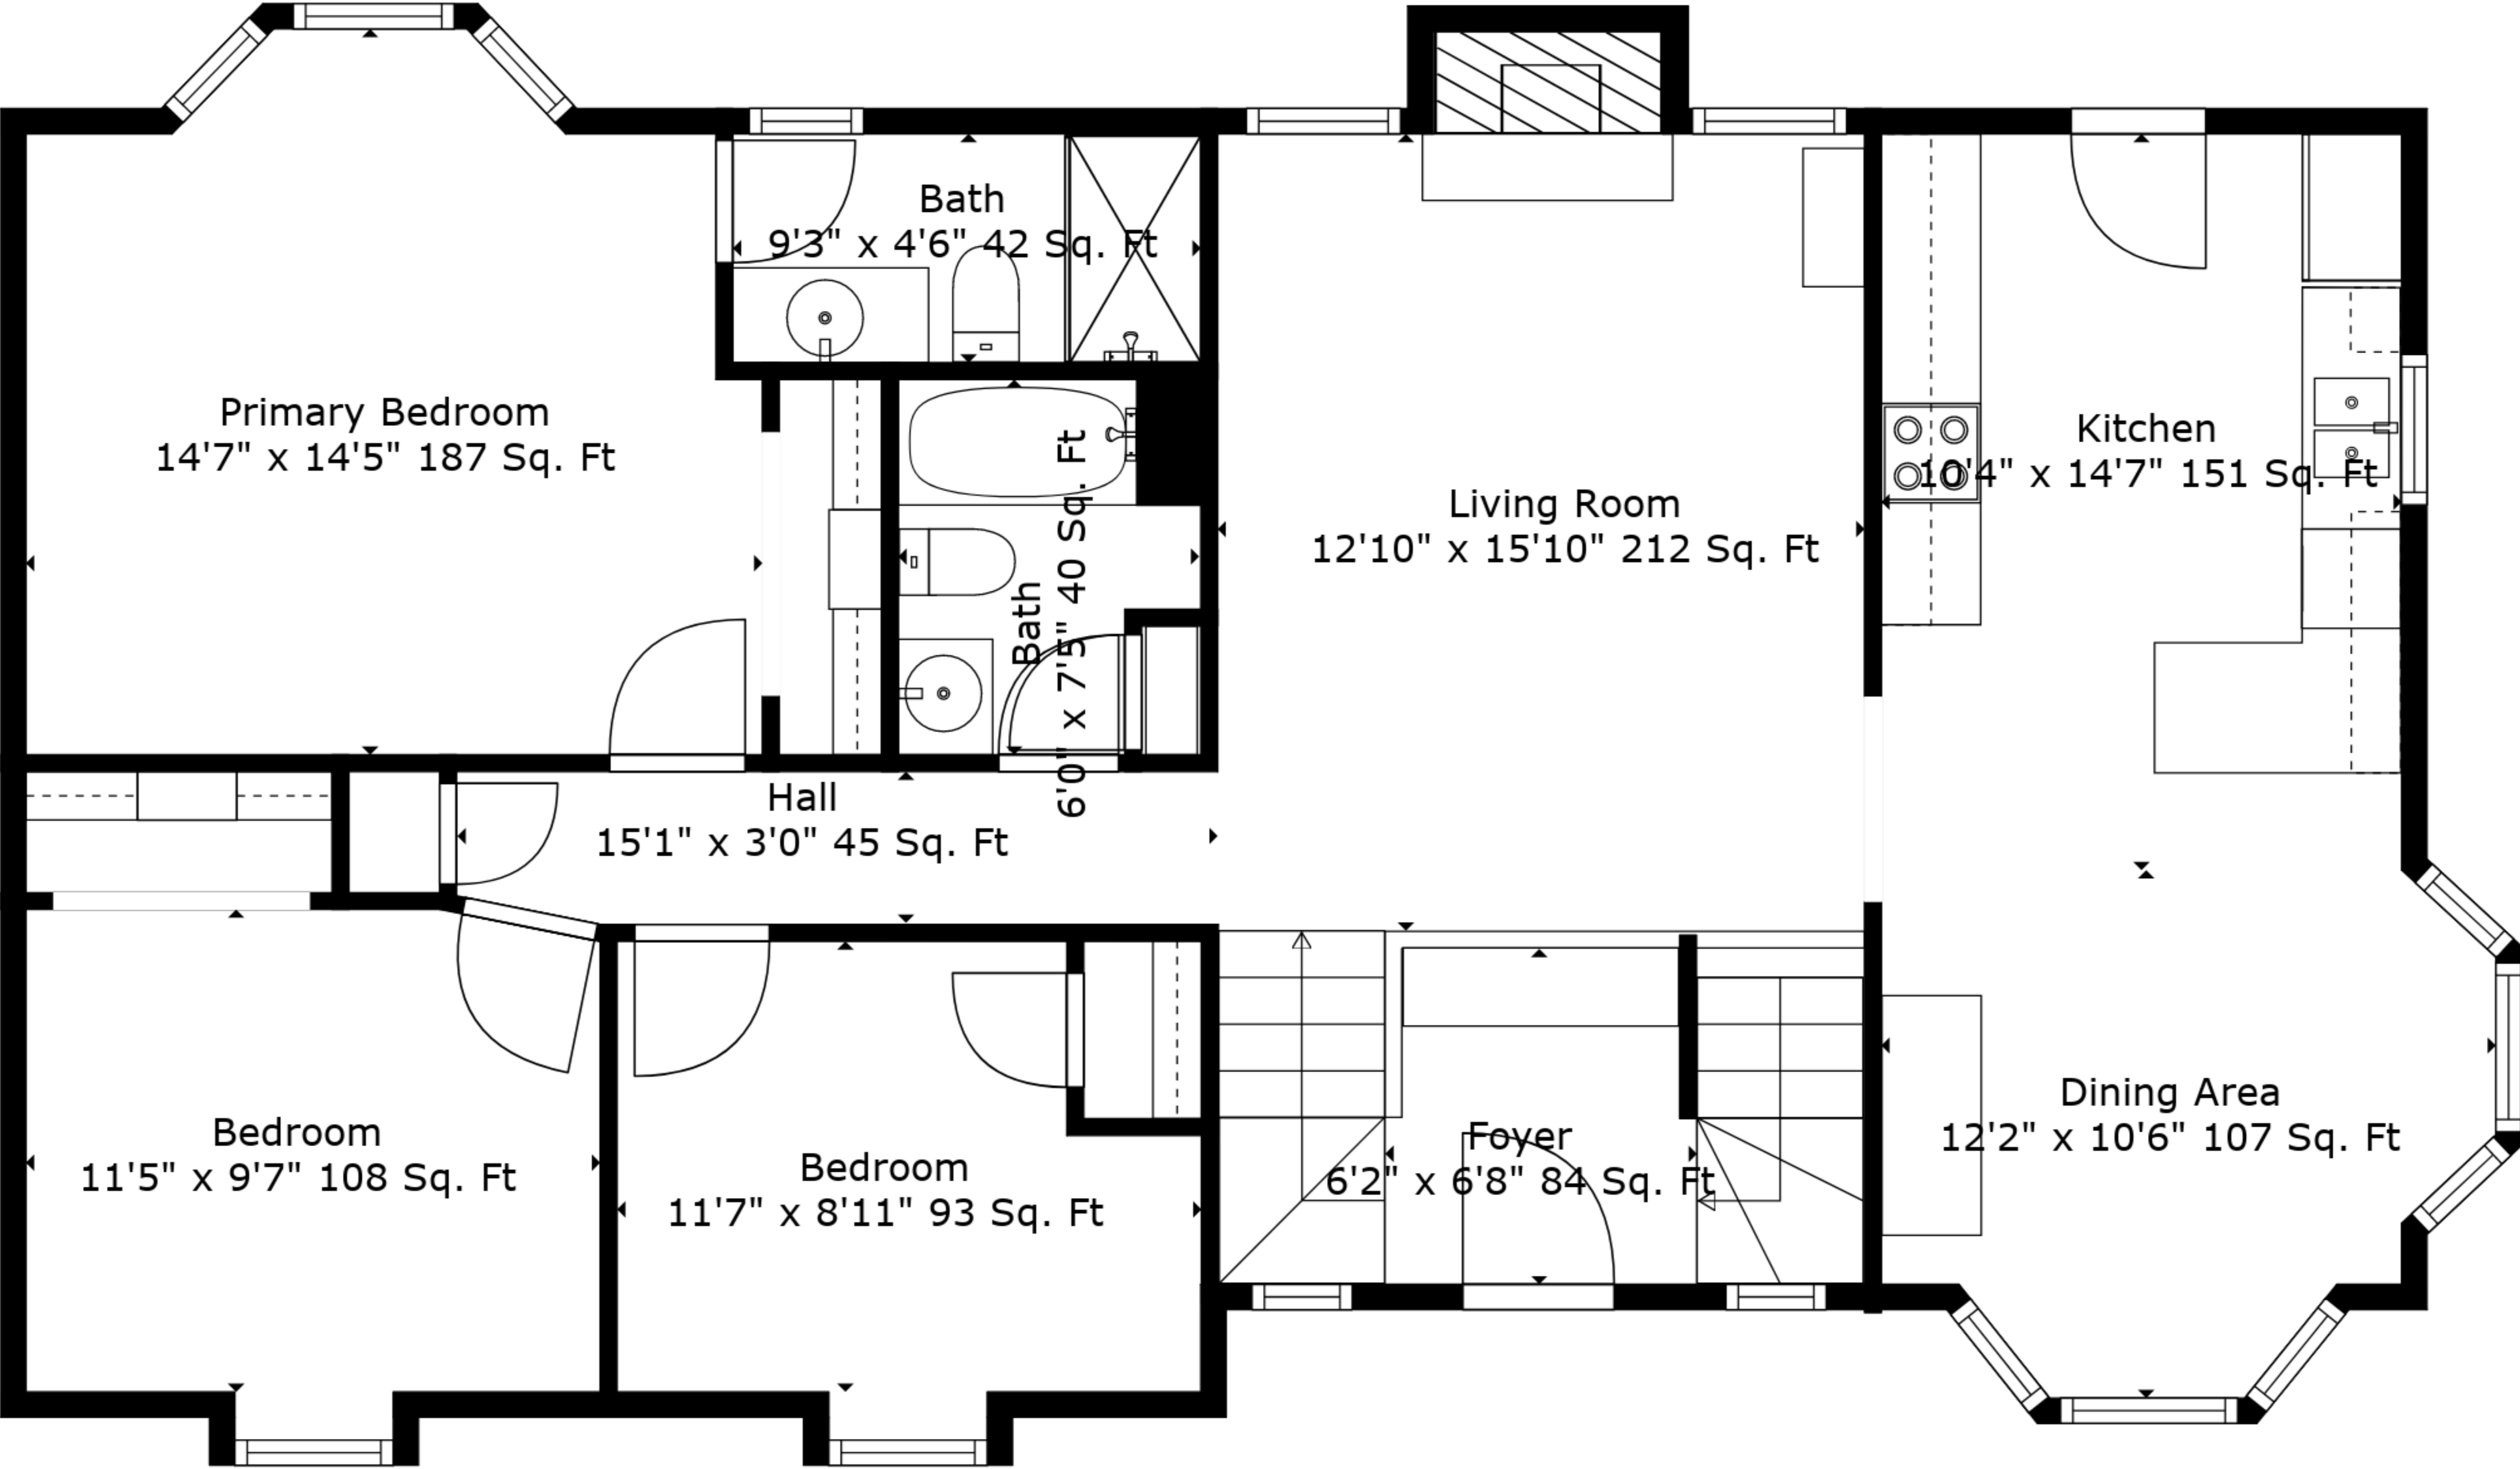 Bath
9'3" x 4'6" 42 Sq. Ft
Primary Bedroom
14'7" x 14'5" 187 Sq. Ft
Kitchen
10'4" x 14'7" 151 Sq. Ft
Living Room
12'10" x 15'10" 212 Sq. Ft
Bath
6'0" x 7'5" 40 Sq. Ft
Hall
15'1" x 3'0" 45 Sq. Ft
Dining Area
12'2" x 10'6" 107 Sq. Ft
Bedroom
11'5" x 9'7" 108 Sq. Ft
Foyer
6'2" x 6'8" 84 Sq. Ft
Bedroom
11'7" x 8'11" 93 Sq. Ft